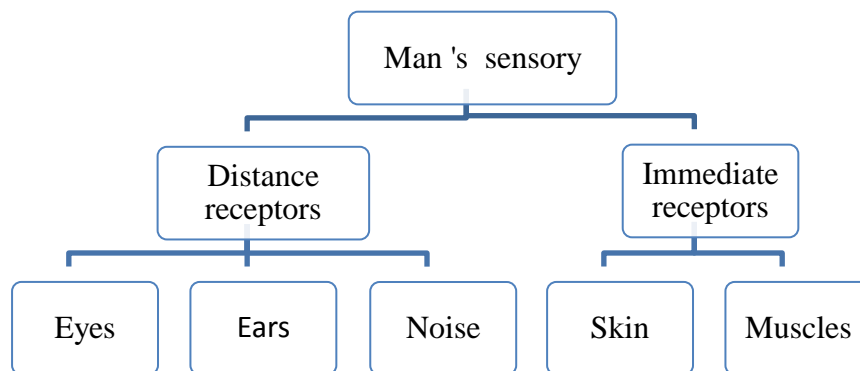 Man 's sensory
Distance
receptors
Immediate
receptors
Eyes
Ears
Noise
Skin
Muscles